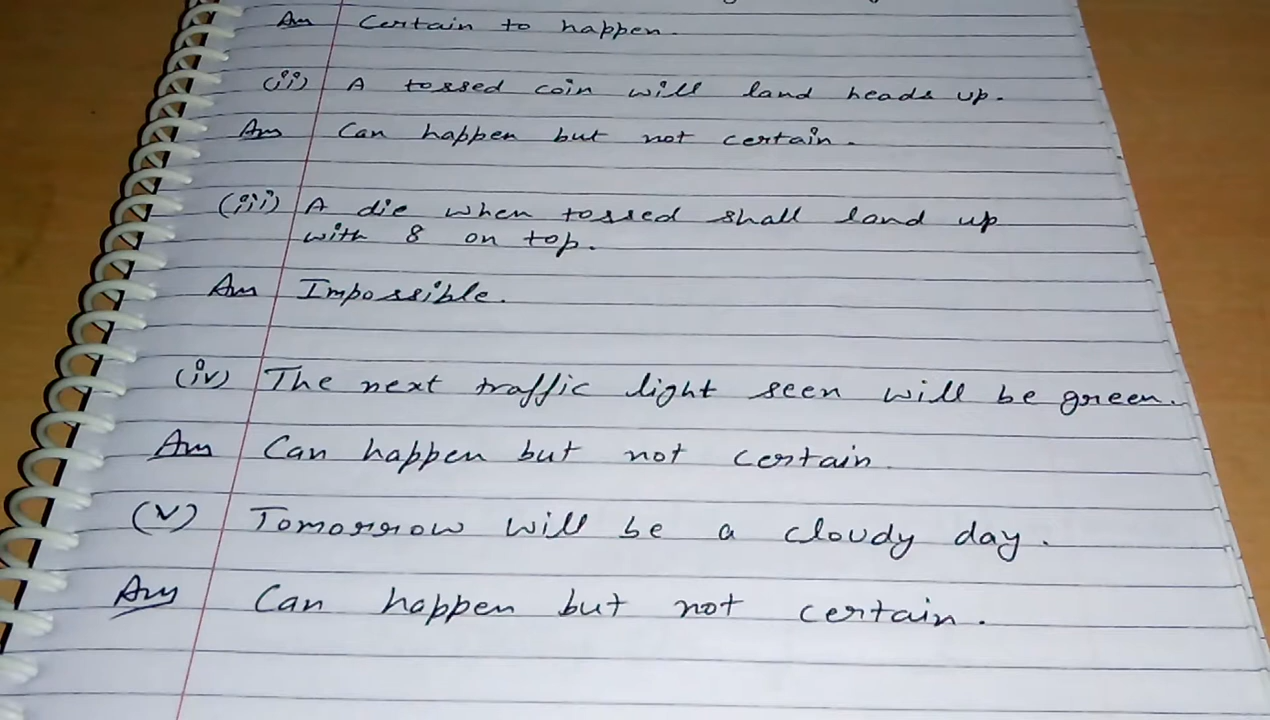 Ans Certain to happen.
(ii) A tossed coin will land heads up.
Ans Can happen but not certain.
(iii) A die when tossed shall land up
with 8 on top.
Ans Impossible.
(iv) The next traffic light seen will be green.
Ans Can happen but not certain.
(v) Tomorrow will be a cloudy day.
Ans Can happen but not certain.